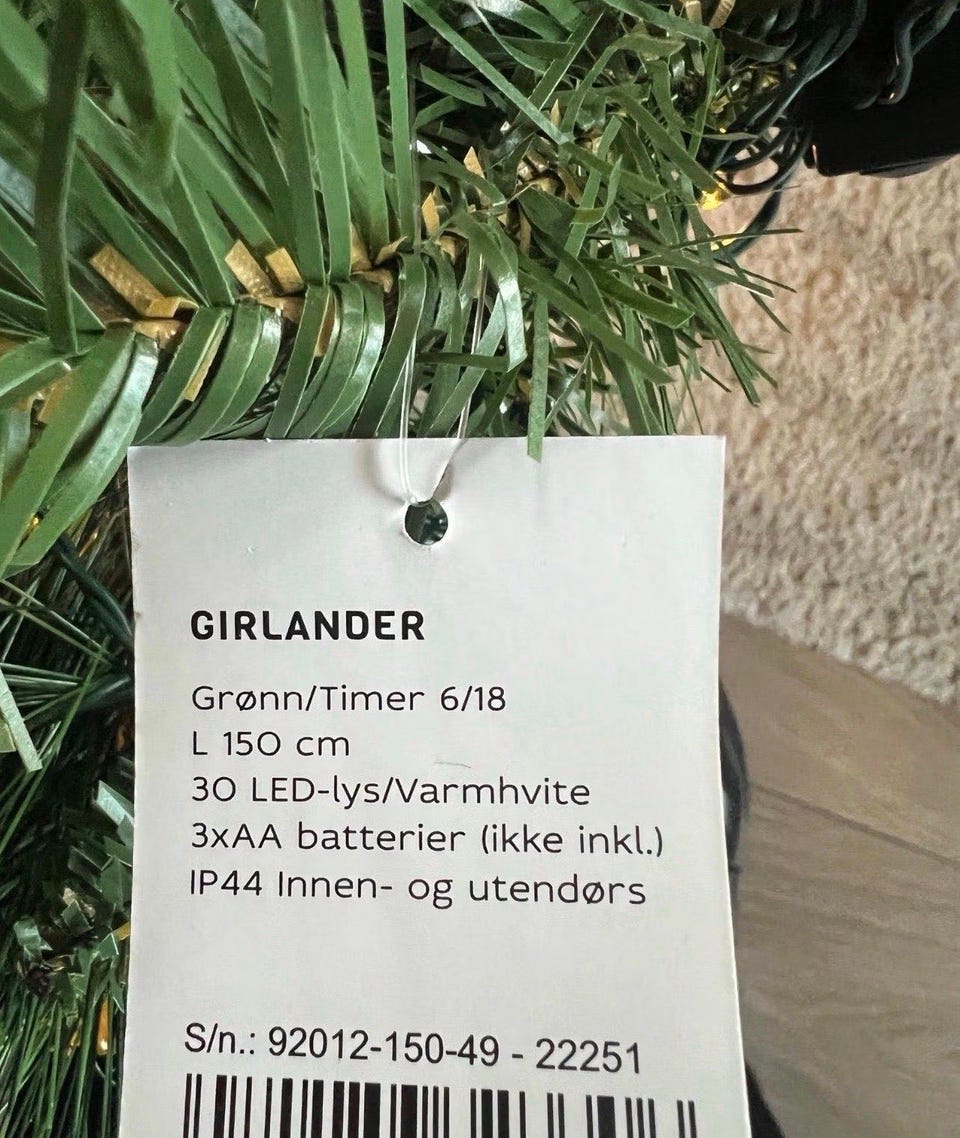 GIRLANDER
Grønn/Timer 6/18
L 150 cm
30 LED-lys/Varmhvite
3xAA batterier (ikke inkl.)
IP44 Innen- og utendørs
S/n.: 92012-150-49 - 22251